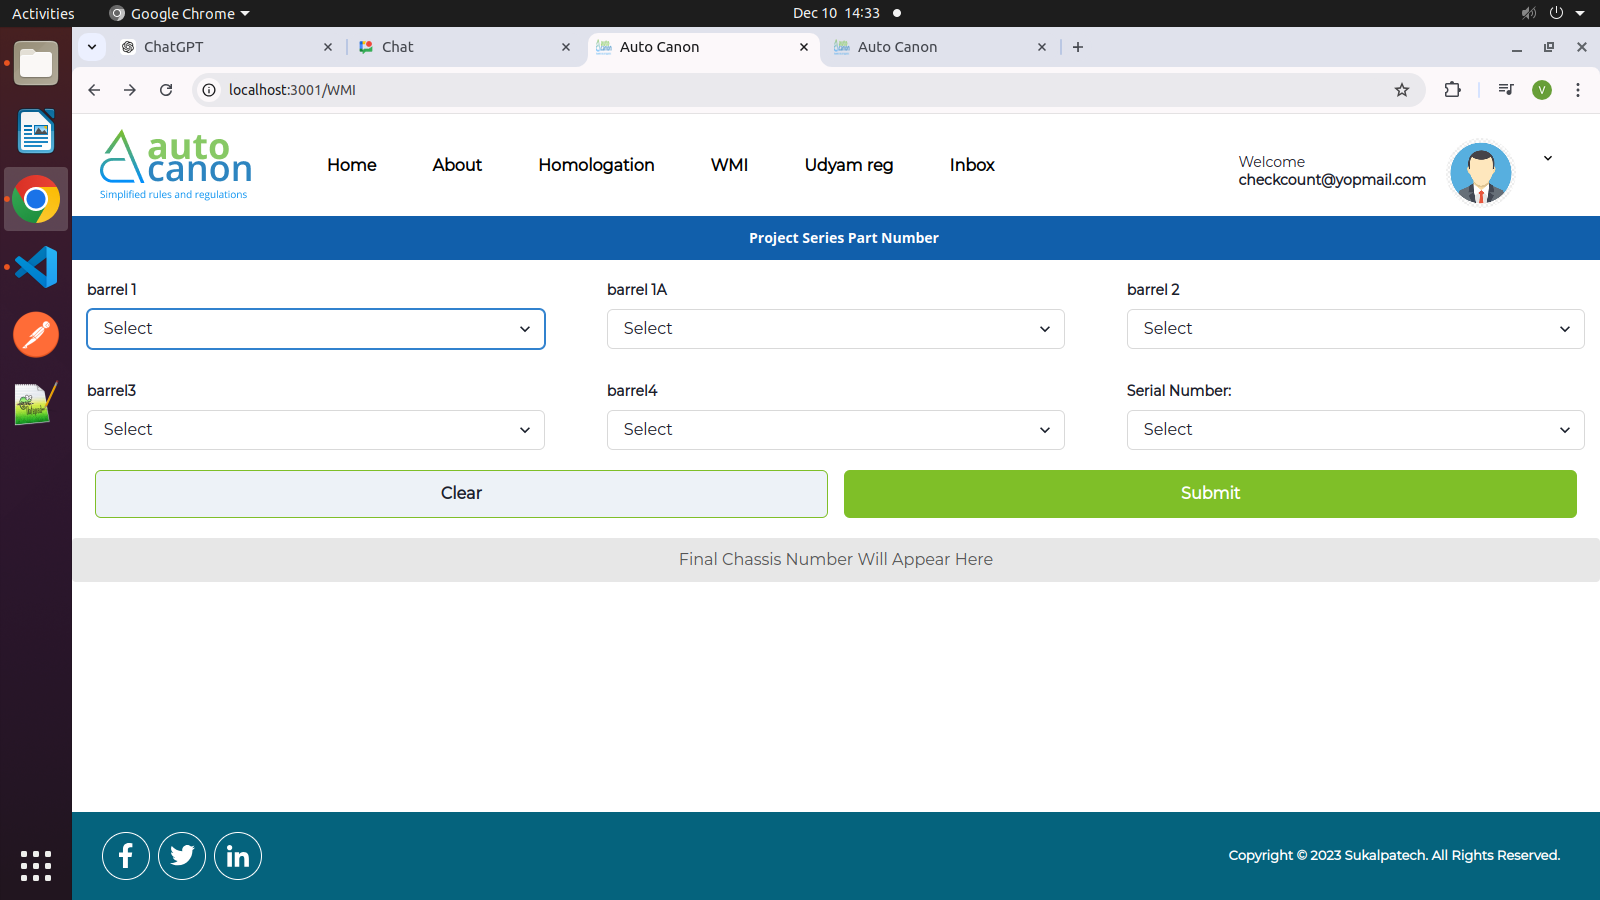 Activities
Google Chrome
Dec 10 14:33
ChatGPT
Chat
Auto Canon
Auto Canon
localhost:3001/WMI
V
auto
canon
Simplified rules and regulations
Home
About
Homologation
WMI
Udyam reg
Inbox
Welcome
checkcount@yopmail.com
Project Series Part Number
barrel 1
barrel 1A
barrel 2
Select
Select
Select
barrel3
barrel4
Serial Number:
Select
Select
Select
Clear
Submit
Final Chassis Number Will Appear Here
Copyright © 2023 Sukalpatech. All Rights Reserved.